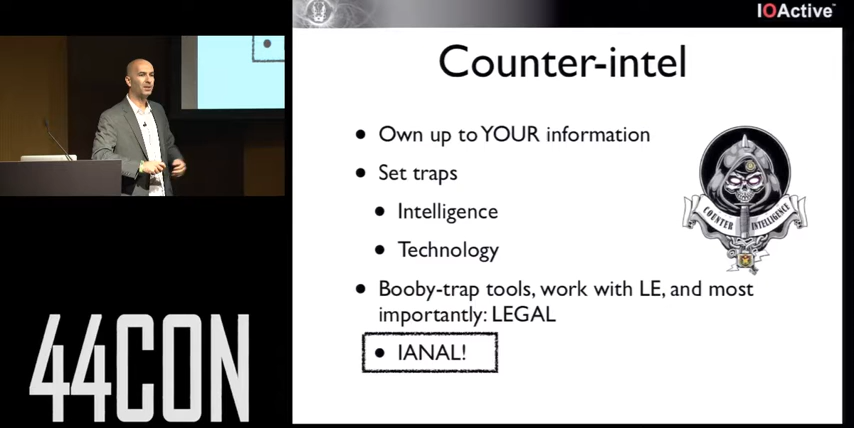 IOActive™
Counter-intel
• Own up to YOUR information
• Set traps
• Intelligence
• Technology
• Booby-trap tools, work with LE, and most
importantly: LEGAL
• IANAL!
COUNTER INTELLIGENCE
44CON